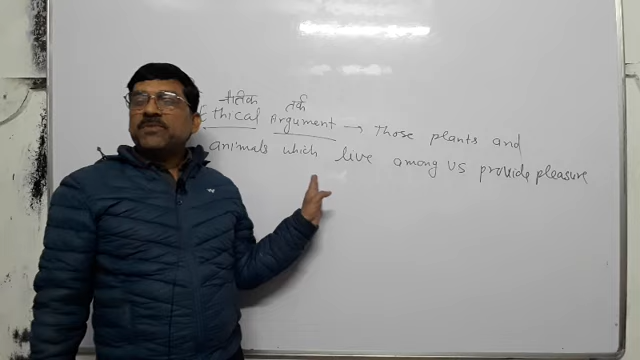 नैतिक तर्क
Ethical Argument → Those plants and
animals which live among us provide pleasure